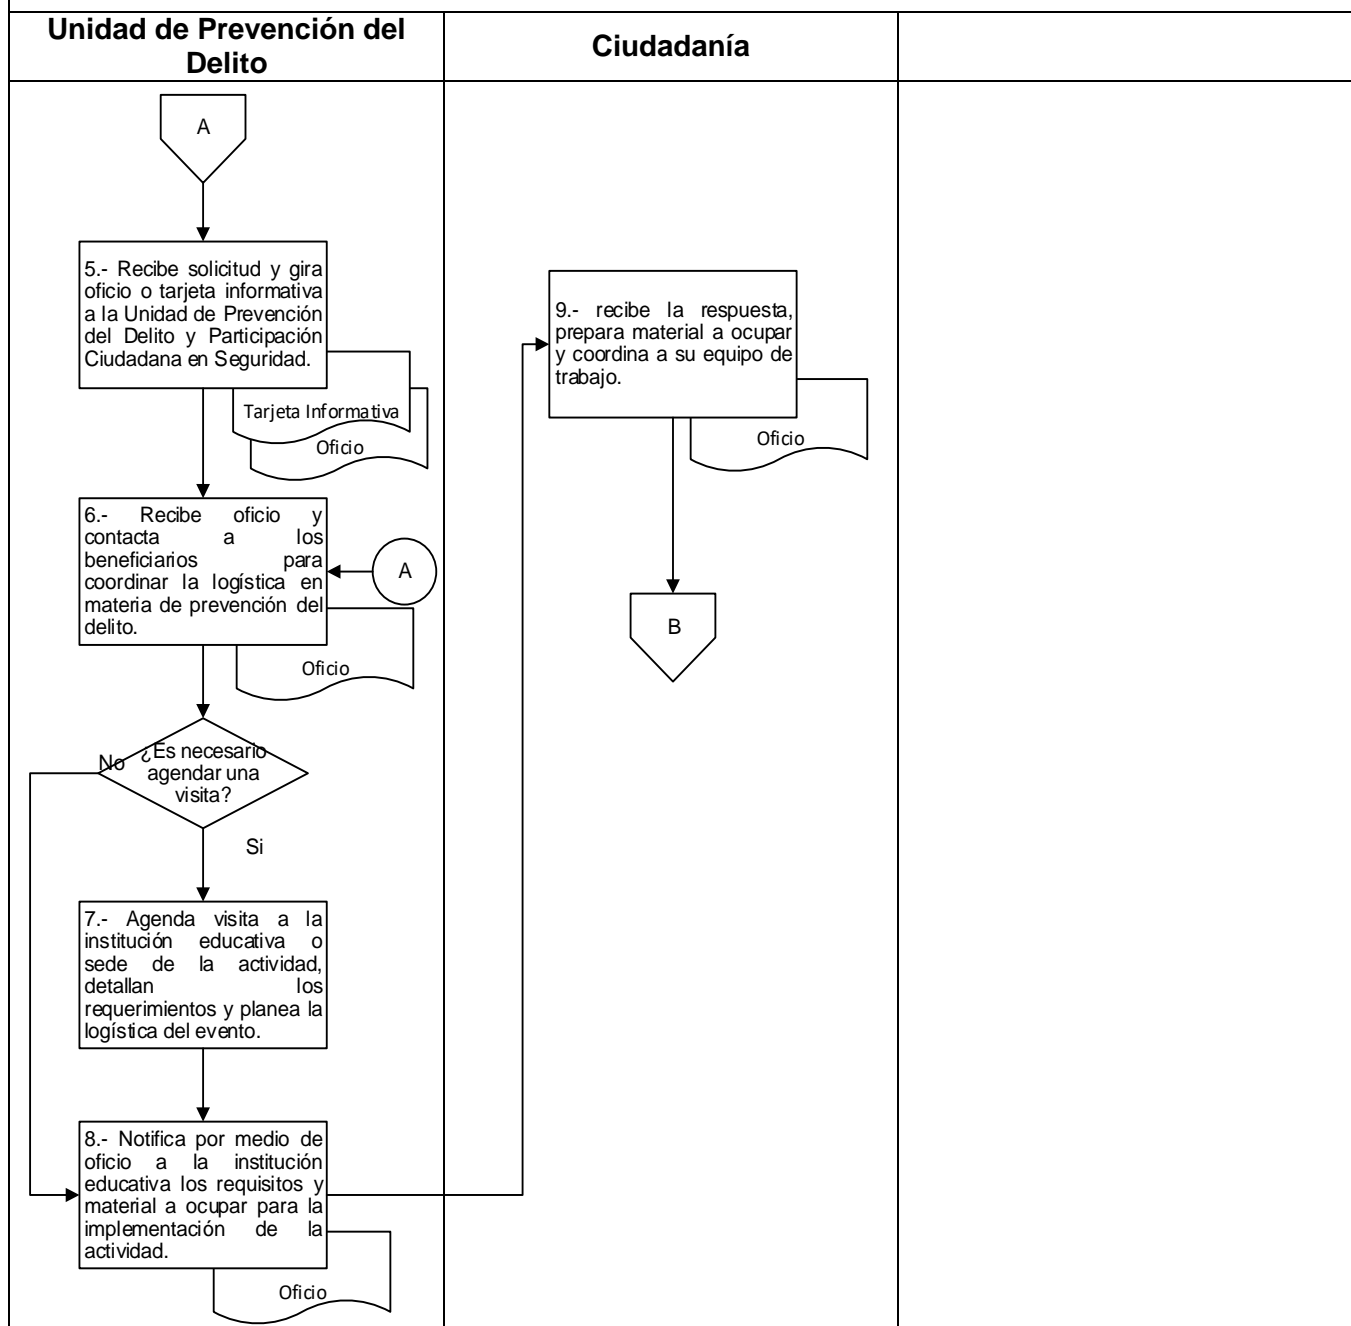 Unidad de Prevención del
Delito
Ciudadanía
A
5.- Recibe solicitud y gira
oficio o tarjeta informativa
a la Unidad de Prevención
del Delito y Participación
Ciudadana en Seguridad.
Tarjeta Informativa
Oficio
6.- Recibe oficio y
contacta a los
beneficiarios para
coordinar la logística en
materia de prevención del
delito.
A
Oficio
¿Es necesario
agendar una
visita?
No
Si
7.- Agenda visita a la
institución educativa o
sede de la actividad,
detallan los
requerimientos y planea la
logística del evento.
8.- Notifica por medio de
oficio a la institución
educativa los requisitos y
material a ocupar para la
implementación de la
actividad.
Oficio
9.- recibe la respuesta,
prepara material a ocupar
y coordina a su equipo de
trabajo.
Oficio
B